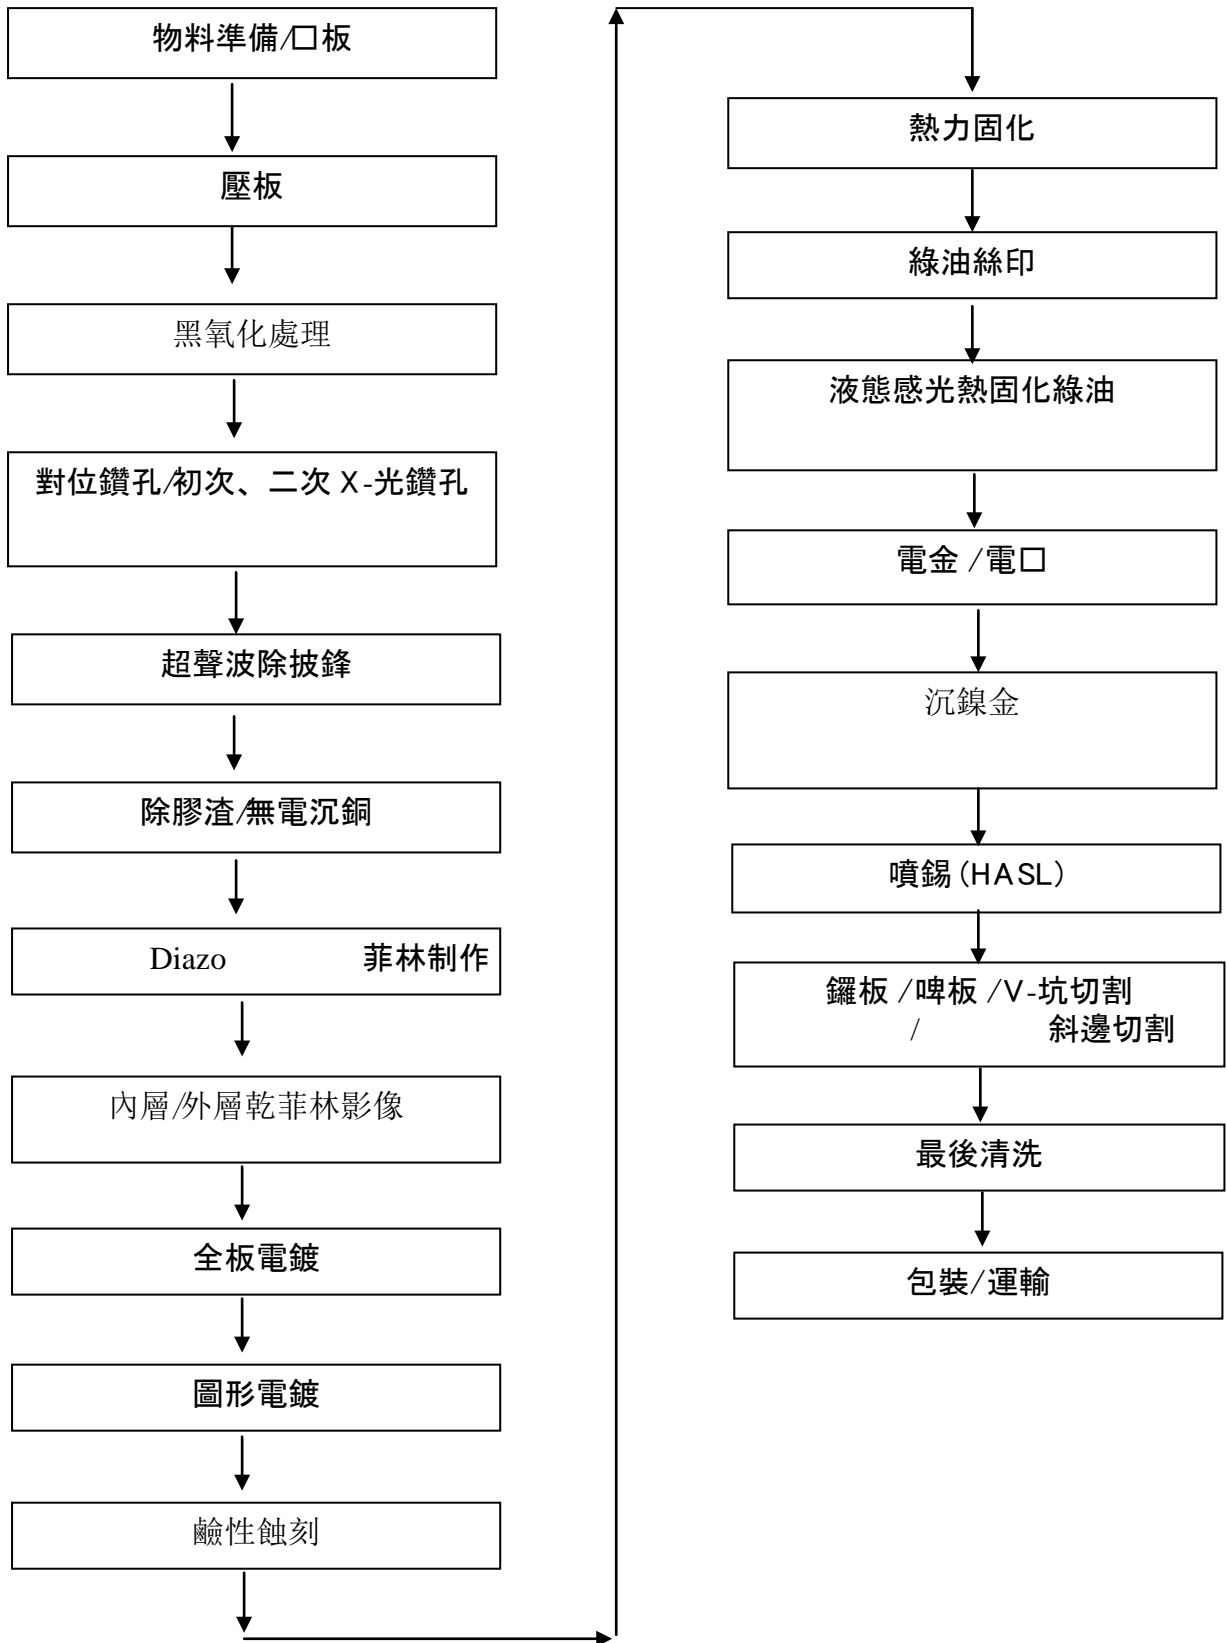 物料準備/□板
壓板
黑氧化處理
對位鑽孔/初次、二次 X-光鑽孔
超聲波除披鋒
除膠渣/無電沉銅
Diazo 菲林制作
內層/外層乾菲林影像
全板電鍍
圖形電鍍
鹼性蝕刻
熱力固化
綠油絲印
液態感光熱固化綠油
電金 /電□
沉鎳金
噴錫(HASL)
鑼板 /啤板 /V-坑切割
/ 斜邊切割
最後清洗
包裝/運輸